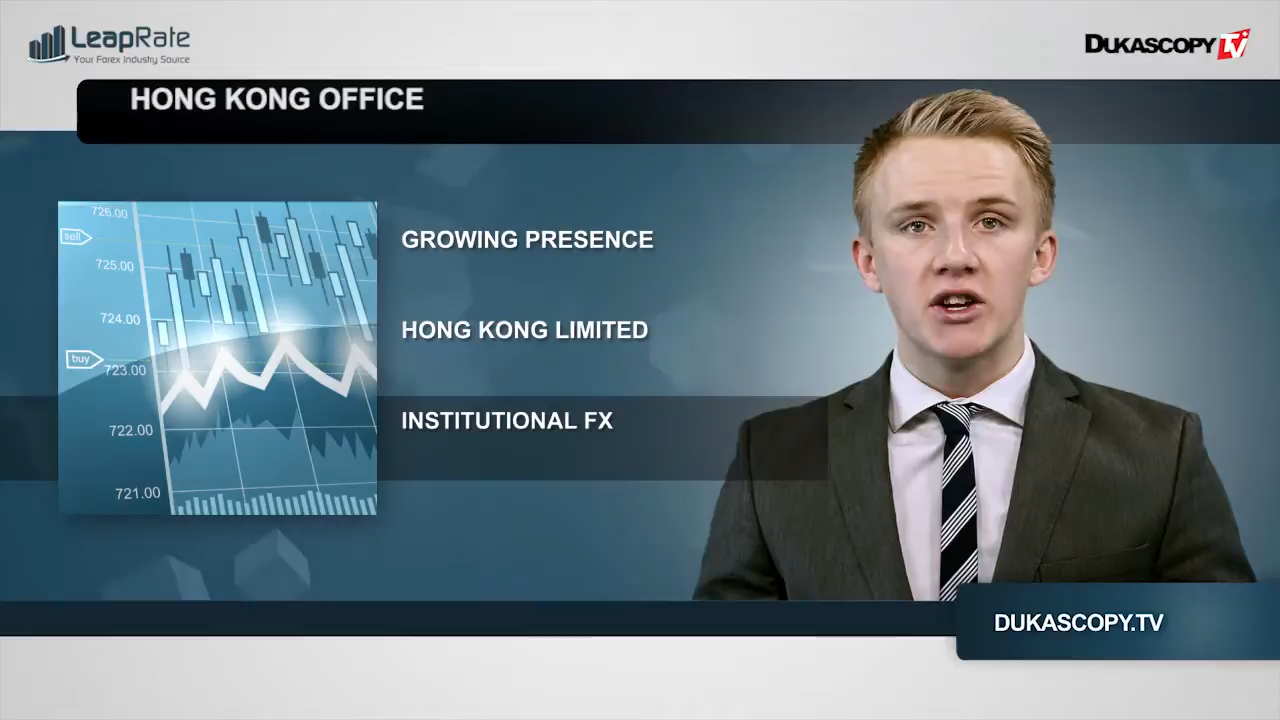 LeapRate
Your Forex Industry Source
DUKASCOPY TV
HONG KONG OFFICE
726.00
sell
725.00
724.00
buy
723.00
722.00
721.00
GROWING PRESENCE
HONG KONG LIMITED
INSTITUTIONAL FX
DUKASCOPY.TV